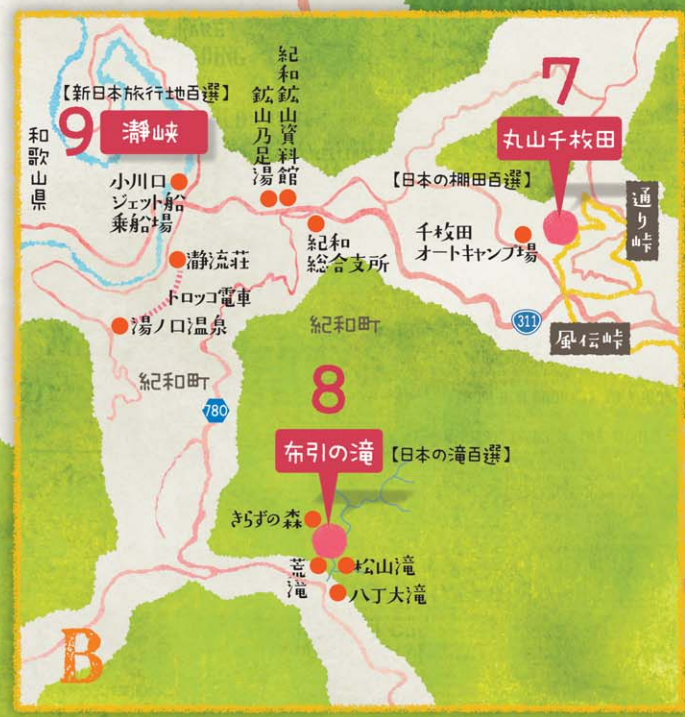 7
丸山千枚田
【日本の棚田百選】
通り峠
千枚田
オートキャンプ場
311
風伝峠
紀和鉱山資料館
鉱山乃足湯
紀和
総合支所
【新日本旅行地百選】
9
瀞峡
和歌山県
小川口
ジェット船
乗船場
瀞流荘
トロッコ電車
湯ノ口温泉
紀和町
紀和町
780
8
布引の滝
【日本の滝百選】
きらずの森
荒滝
松山滝
八丁大滝
B